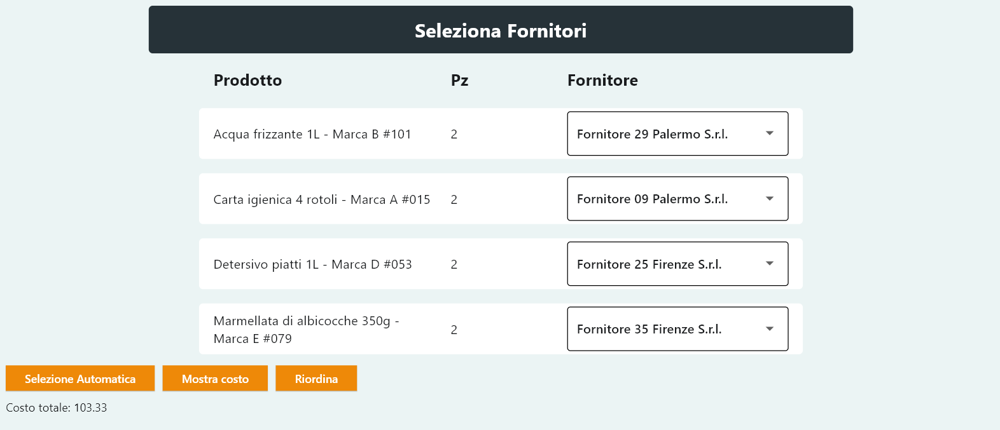 Seleziona Fornitori
Prodotto Pz Fornitore
Acqua frizzante 1L - Marca B #101 2 Fornitore 29 Palermo S.r.l.
Carta igienica 4 rotoli - Marca A #015 2 Fornitore 09 Palermo S.r.l.
Detersivo piatti 1L - Marca D #053 2 Fornitore 25 Firenze S.r.l.
Marmellata di albicocche 350g -
Marca E #079 2 Fornitore 35 Firenze S.r.l.
Selezione Automatica Mostra costo Riordina
Costo totale: 103.33